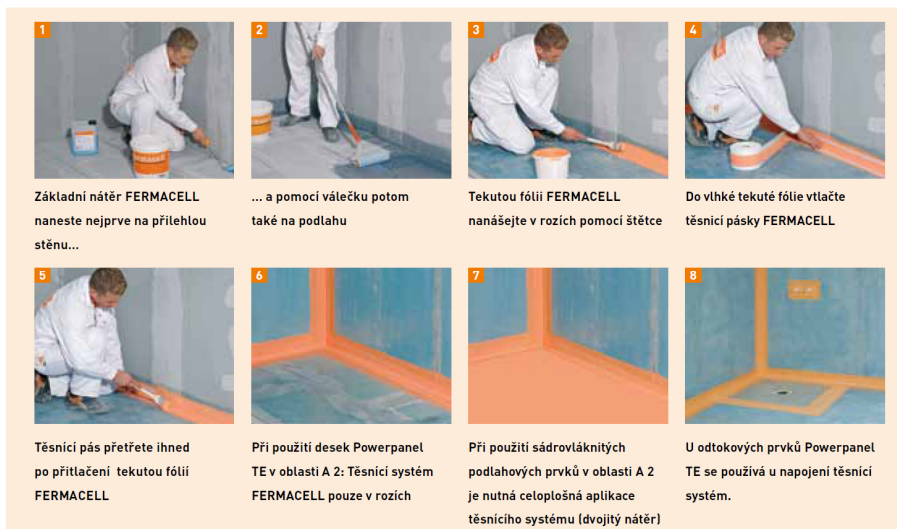 1
Základní nátěr FERMACELL
naneste nejprve na přilehlou
stěnu...
2
... a pomocí válečku potom
také na podlahu
3
Tekutou fólii FERMACELL
nanášejte v rozích pomocí štětce
4
Do vlhké tekuté fólie vtlačte
těsnicí pásky FERMACELL
5
Těsnící pás přetřete ihned
po přitlačení tekutou fólií
FERMACELL
6
Při použití desek Powerpanel
TE v oblasti A 2: Těsnící systém
FERMACELL pouze v rozích
7
Při použití sádrovláknitých
podlahových prvků v oblasti A 2
je nutná celoplošná aplikace
těsnícího systému (dvojitý nátěr)
8
U odtokových prvků Powerpanel
TE se používá u napojení těsnící
systém.